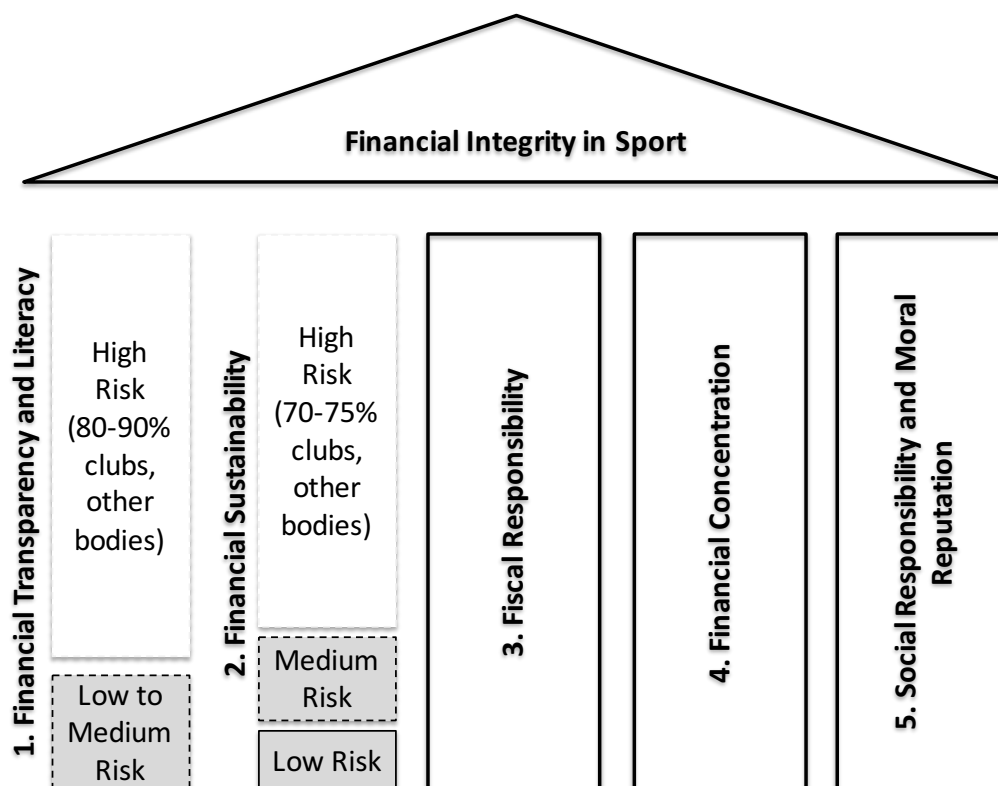 Financial Integrity in Sport
1. Financial Transparency and Literacy
High
Risk
(80-90%
clubs,
other
bodies)
Low to
Medium
Risk
2. Financial Sustainability
High
Risk
(70-75%
clubs,
other
bodies)
Medium
Risk
Low Risk
3. Fiscal Responsibility
4. Financial Concentration
5. Social Responsibility and Moral
Reputation